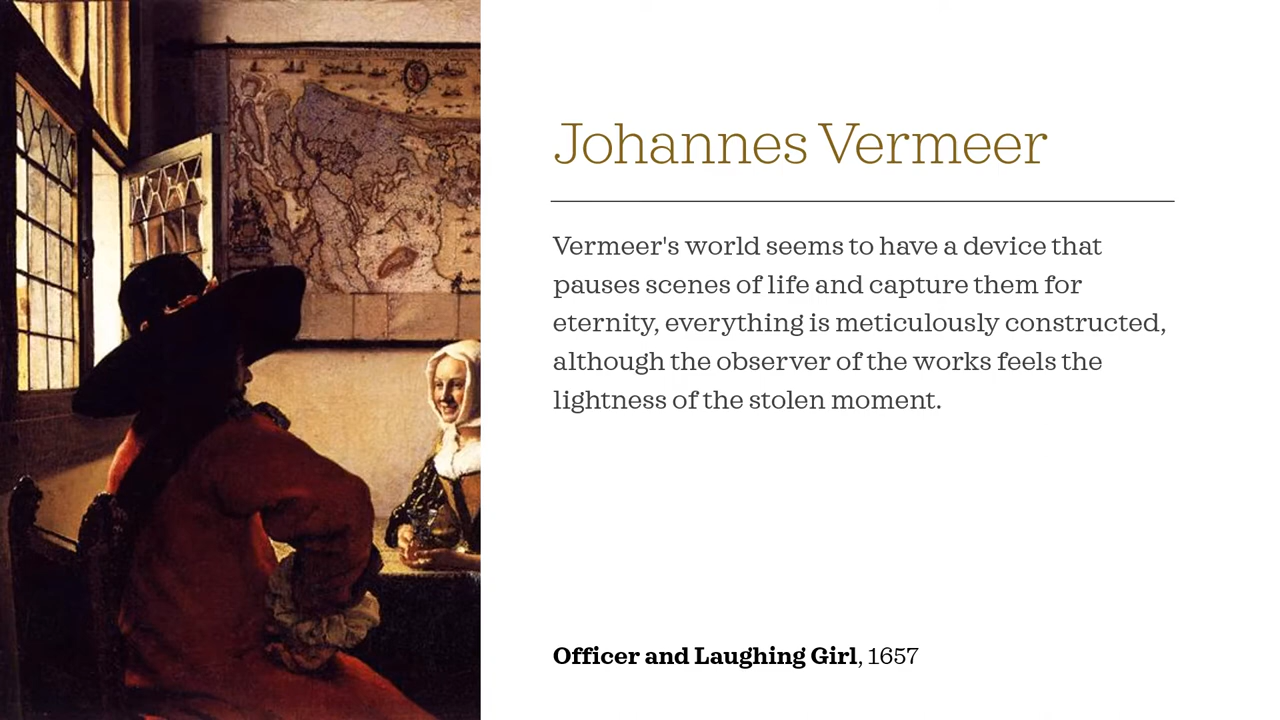 Johannes Vermeer
Vermeer's world seems to have a device that
pauses scenes of life and capture them for
eternity, everything is meticulously constructed,
although the observer of the works feels the
lightness of the stolen moment.
Officer and Laughing Girl, 1657